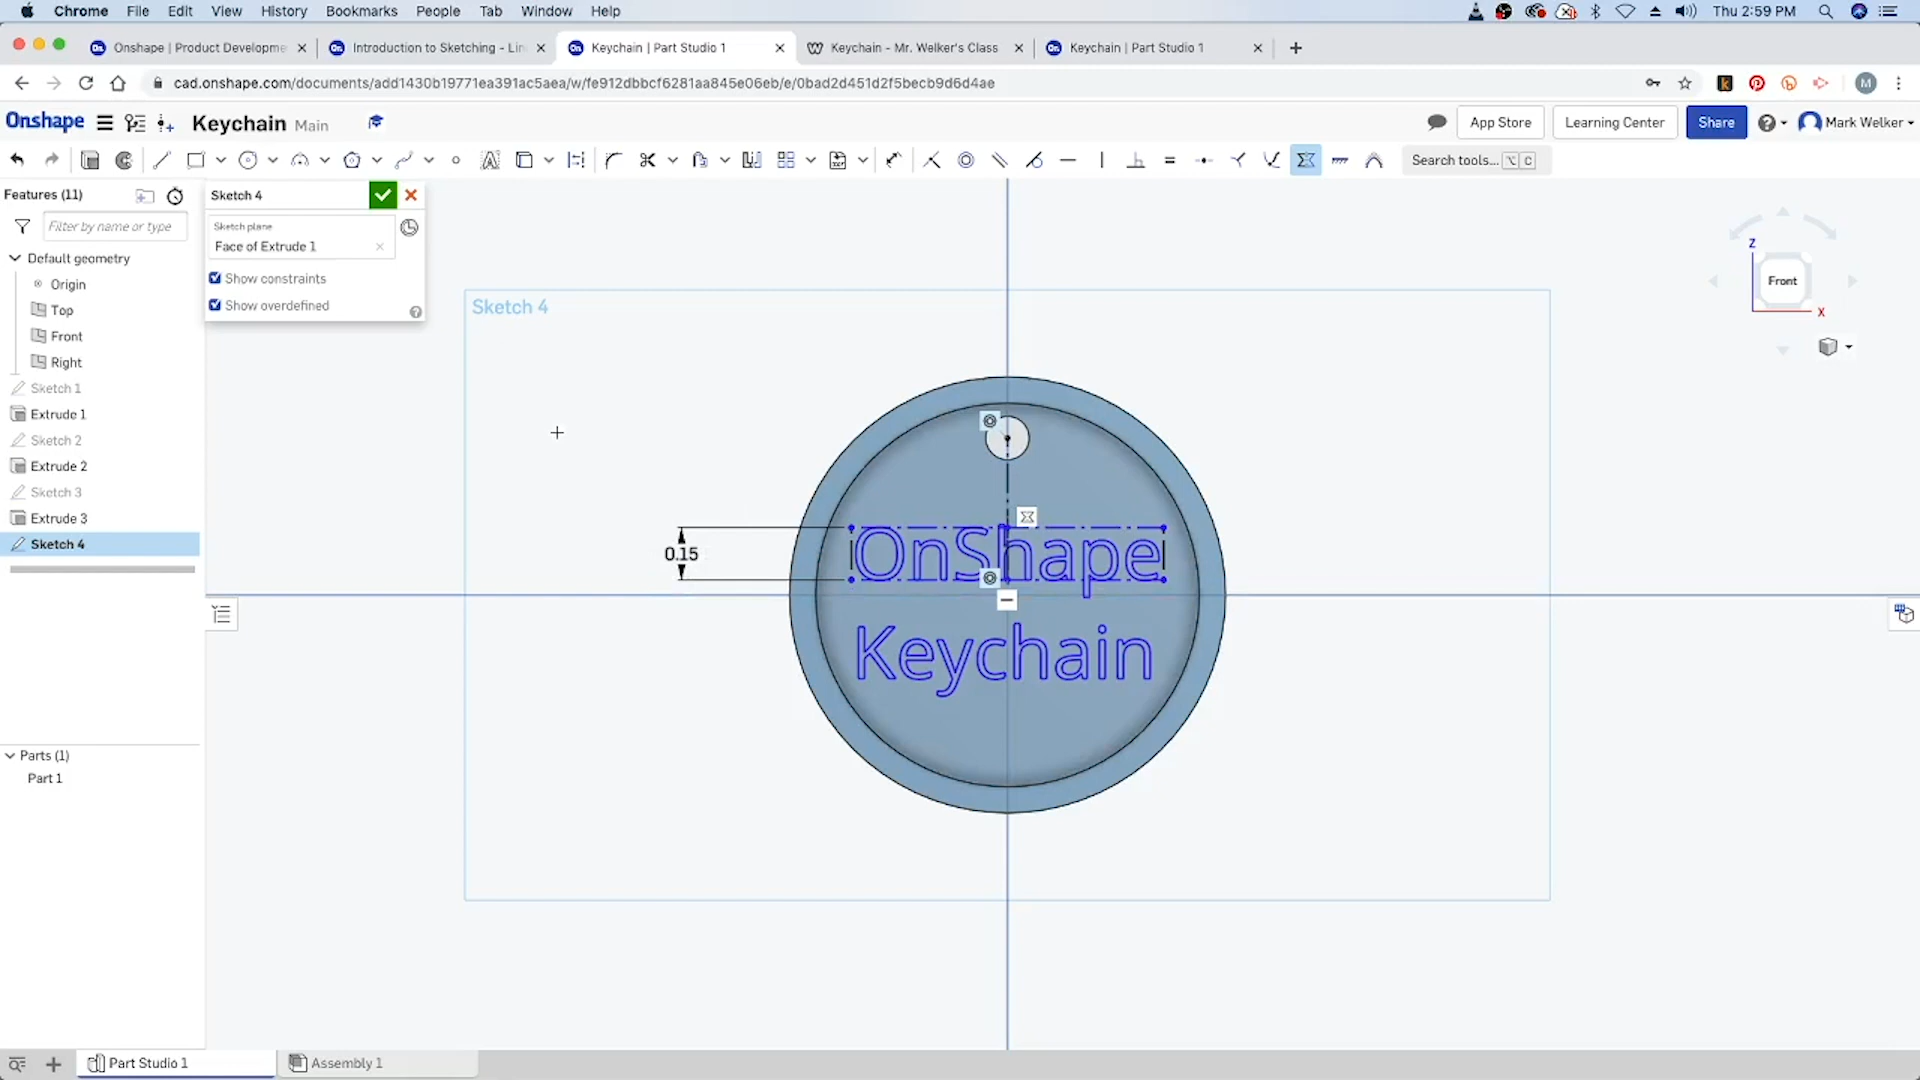 Chrome File Edit View History Bookmarks People Tab Window Help Thu 2:59 PM
Onshape | Product Developme
Introduction to Sketching - Lin
Keychain | Part Studio 1
Keychain - Mr. Welker's Class
Keychain | Part Studio 1
cad.onshape.com/documents/add1430b19771ea391ac5aea/w/fe912dbbcf6281aa845e06eb/e/0bad2d451d2f5becb9d6d4ae
M
Onshape Keychain Main App Store Learning Center Share Mark Welker
Search tools... C
Features (11)
Filter by name or type
Default geometry
Origin
Top
Front
Right
Sketch 1
Extrude 1
Sketch 2
Extrude 2
Sketch 3
Extrude 3
Sketch 4
Parts (1)
Part 1
Sketch 4
Sketch plane
Face of Extrude 1
Show constraints
Show overdefined
Sketch 4
0.15
OnShape
Keychain
Z
Front
X
Part Studio 1
Assembly 1